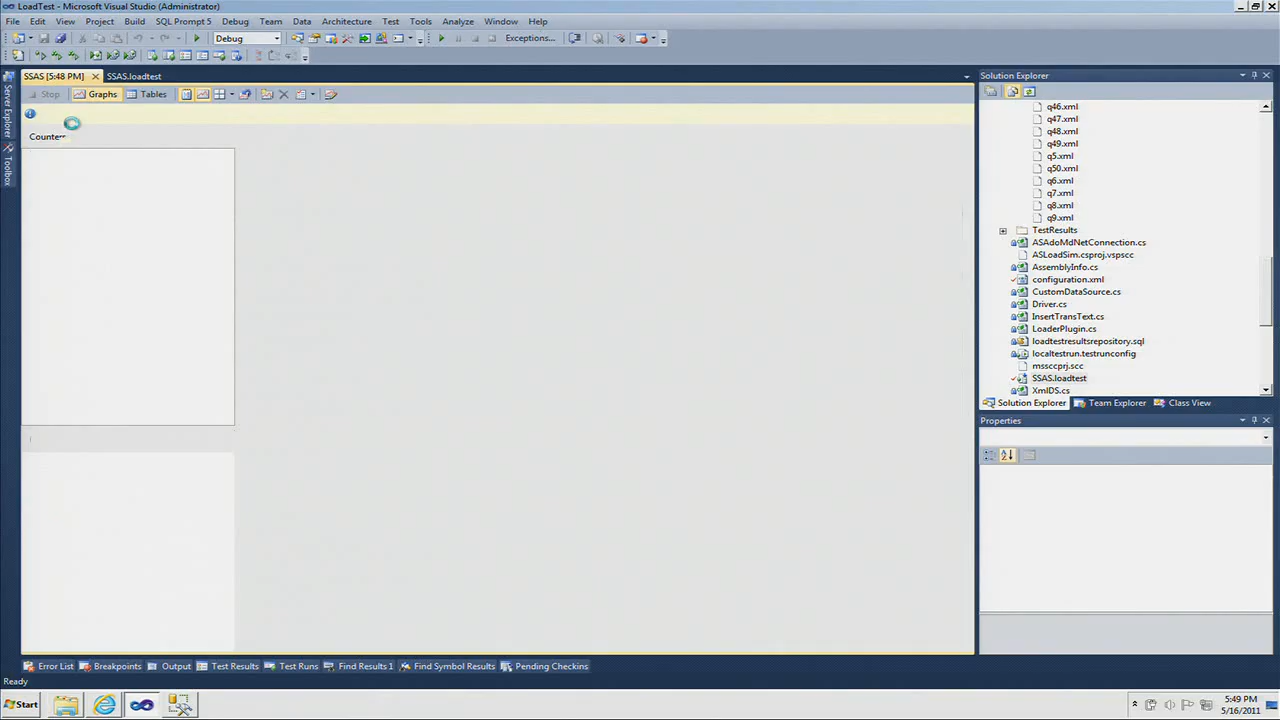 LoadTest - Microsoft Visual Studio (Administrator)
File Edit View Project Build SQL Prompt 5 Debug Team Data Architecture Test Tools Analyze Window Help
Debug Exceptions...
SSAS [5:48 PM] SSAS.loadtest
Stop Graphs Tables
Counters
Server Explorer
Toolbox
Solution Explorer
q46.xml
q47.xml
q48.xml
q49.xml
q5.xml
q50.xml
q6.xml
q7.xml
q8.xml
q9.xml
TestResults
ASAdoMdNetConnection.cs
ASLoadSim.csproj.vspscc
AssemblyInfo.cs
configuration.xml
CustomDataSource.cs
Driver.cs
InsertTransText.cs
LoaderPlugin.cs
loadtestresultsrepository.sql
localtestrun.testrunconfig
mssccprj.scc
SSAS.loadtest
XmlDS.cs
Solution Explorer Team Explorer Class View
Properties
Error List Breakpoints Output Test Results Test Runs Find Results 1 Find Symbol Results Pending Checkins
Ready
Start
5:49 PM
5/16/2011